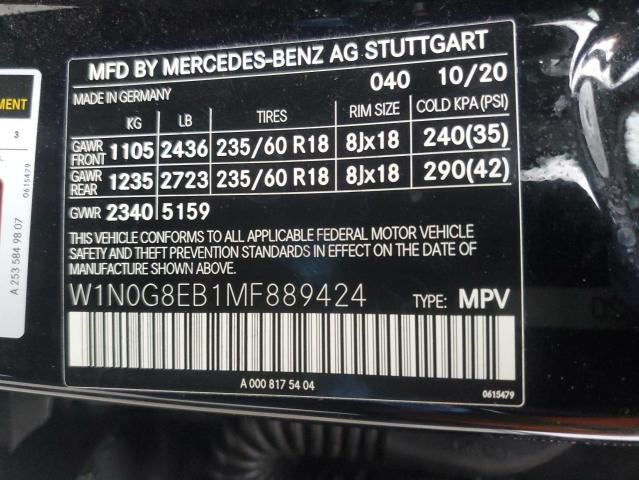 MFD BY MERCEDES-BENZ AG STUTTGART
MADE IN GERMANY 040 10/20
KG LB TIRES RIM SIZE COLD KPA (PSI)
GAWR FRONT 1105 2436 235/60 R18 8Jx18 240(35)
GAWR REAR 1235 2723 235/60 R18 8Jx18 290(42)
GVWR 2340 5159
THIS VEHICLE CONFORMS TO ALL APPLICABLE FEDERAL MOTOR VEHICLE
SAFETY AND THEFT PREVENTION STANDARDS IN EFFECT ON THE DATE OF
MANUFACTURE SHOWN ABOVE.
W1N0G8EB1MF889424 TYPE: MPV
A 000 817 54 04
0615479
3
0615479
A 253 584 98 07